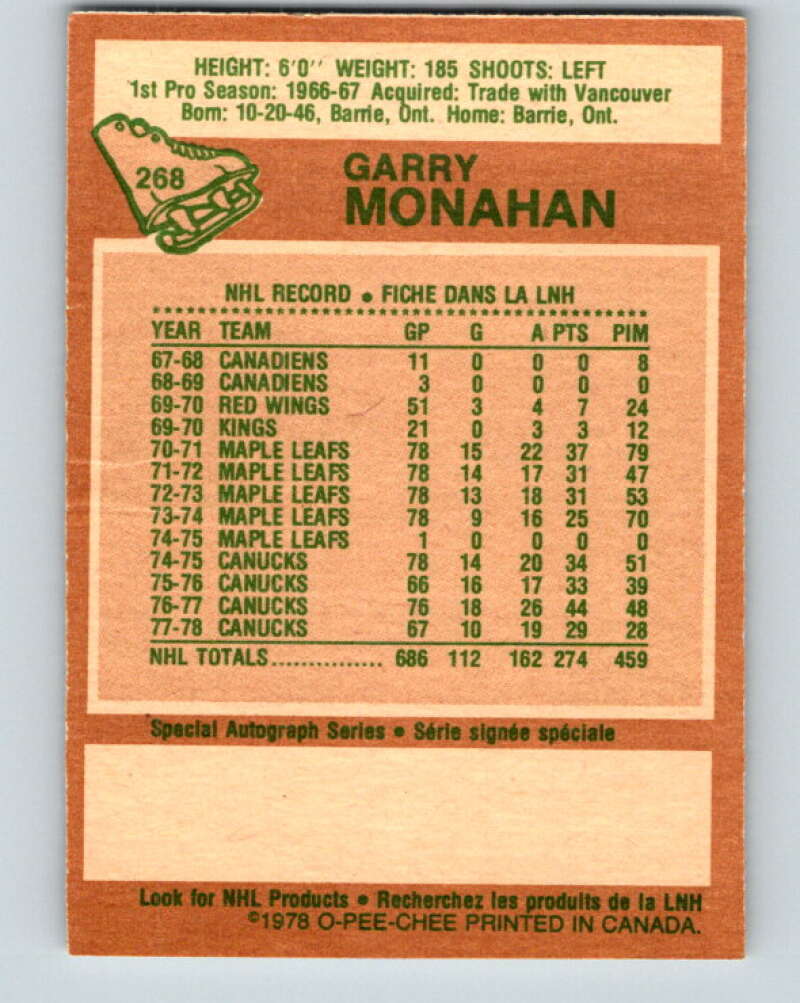 HEIGHT: 6'0'' WEIGHT: 185 SHOOTS: LEFT
1st Pro Season: 1966-67 Acquired: Trade with Vancouver
Born: 10-20-46, Barrie, Ont. Home: Barrie, Ont.
268
GARRY
MONAHAN
NHL RECORD • FICHE DANS LA LNH
YEAR TEAM GP G A PTS PIM
67-68 CANADIENS 11 0 0 0 8
68-69 CANADIENS 3 0 0 0 0
69-70 RED WINGS 51 3 4 7 24
69-70 KINGS 21 0 3 3 12
70-71 MAPLE LEAFS 78 15 22 37 79
71-72 MAPLE LEAFS 78 14 17 31 47
72-73 MAPLE LEAFS 78 13 18 31 53
73-74 MAPLE LEAFS 78 9 16 25 70
74-75 MAPLE LEAFS 1 0 0 0 0
74-75 CANUCKS 78 14 20 34 51
75-76 CANUCKS 66 16 17 33 39
76-77 CANUCKS 76 18 26 44 48
77-78 CANUCKS 67 10 19 29 28
NHL TOTALS............... 686 112 162 274 459
Special Autograph Series • Série signée spéciale
Look for NHL Products • Recherchez les produits de la LNH
©1978 O-PEE-CHEE PRINTED IN CANADA.